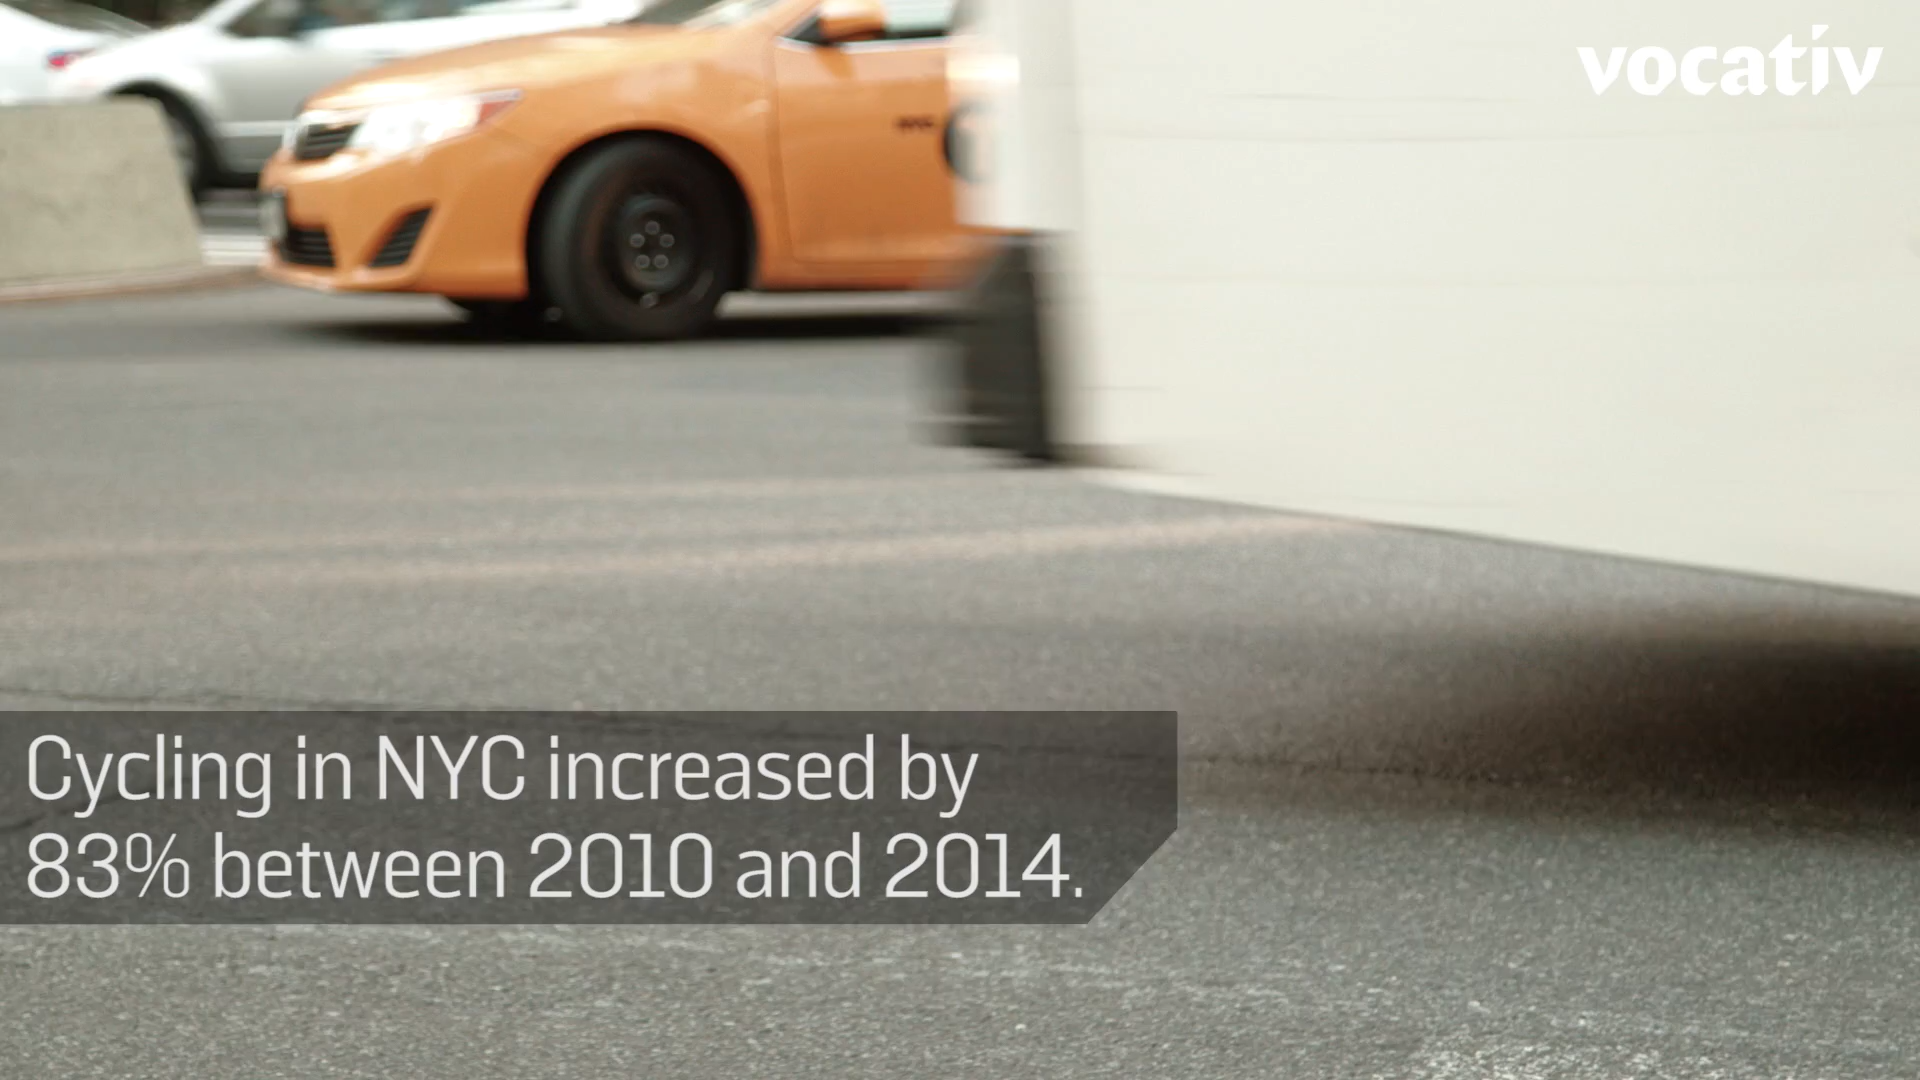 vocativ
Cycling in NYC increased by
83% between 2010 and 2014.